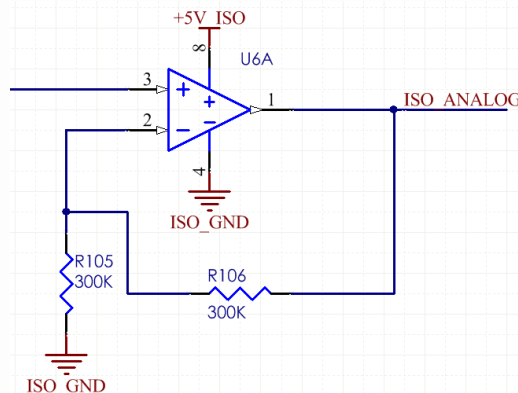 +5V_ISO
8
U6A
3
+
+
1
ISO_ANALOG
2
−
−
4
ISO_GND
R105
300K
R106
300K
ISO_GND